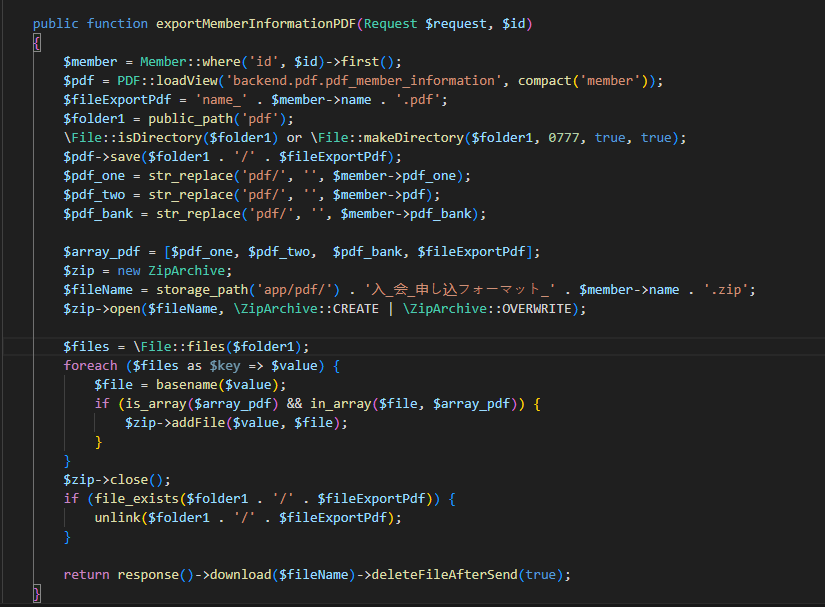 public function exportMemberInformationPDF(Request $request, $id)
{
$member = Member::where('id', $id)->first();
$pdf = PDF::loadView('backend.pdf.pdf_member_information', compact('member'));
$fileExportPdf = 'name_' . $member->name . '.pdf';
$folder1 = public_path('pdf');
\File::isDirectory($folder1) or \File::makeDirectory($folder1, 0777, true, true);
$pdf->save($folder1 . '/' . $fileExportPdf);
$pdf_one = str_replace('pdf/', '', $member->pdf_one);
$pdf_two = str_replace('pdf/', '', $member->pdf);
$pdf_bank = str_replace('pdf/', '', $member->pdf_bank);
$array_pdf = [$pdf_one, $pdf_two,  $pdf_bank, $fileExportPdf];
$zip = new ZipArchive;
$fileName = storage_path('app/pdf/') . '入_会_申し込フォーマット_' . $member->name . '.zip';
$zip->open($fileName, \ZipArchive::CREATE | \ZipArchive::OVERWRITE);
$files = \File::files($folder1);
foreach ($files as $key => $value) {
$file = basename($value);
if (is_array($array_pdf) && in_array($file, $array_pdf)) {
$zip->addFile($value, $file);
}
}
$zip->close();
if (file_exists($folder1 . '/' . $fileExportPdf)) {
unlink($folder1 . '/' . $fileExportPdf);
}
return response()->download($fileName)->deleteFileAfterSend(true);
}